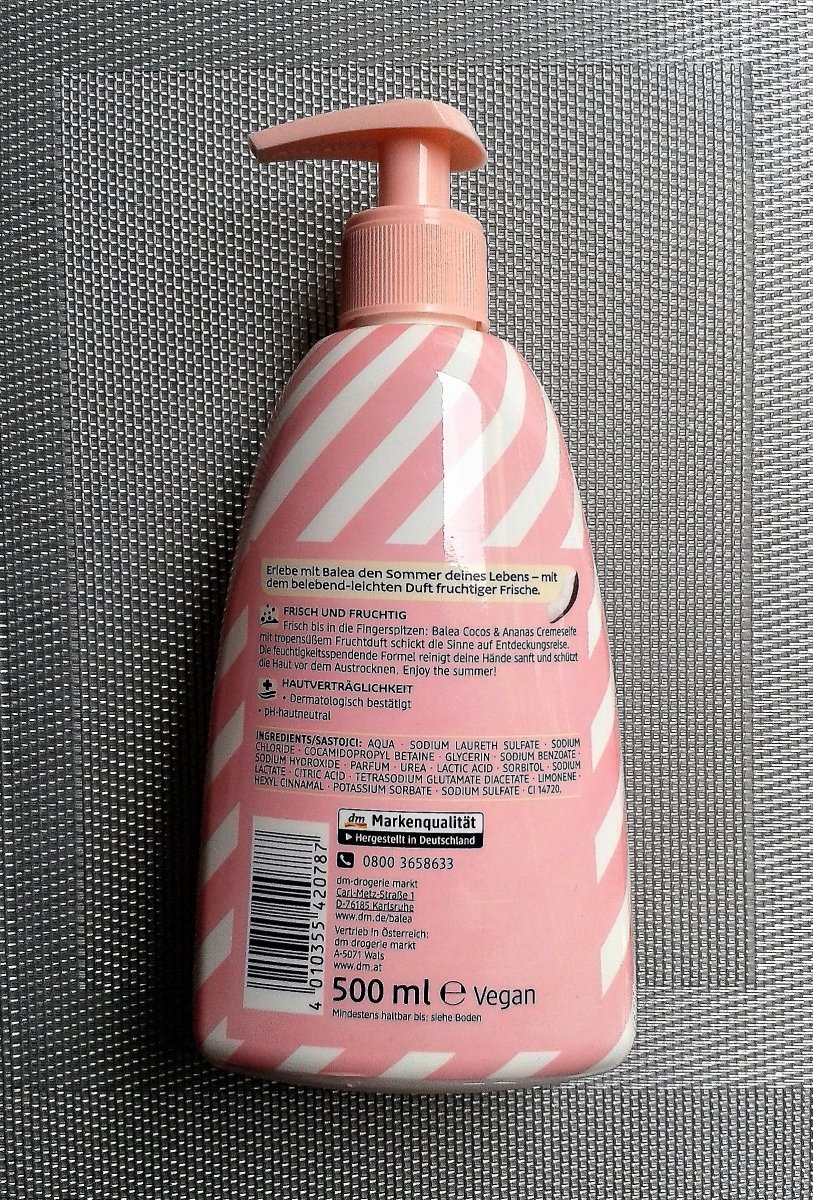 Erlebe mit Balea den Sommer deines Lebens – mit
dem belebend-leichten Duft fruchtiger Frische.
FRISCH UND FRUCHTIG
Frisch bis in die Fingerspitzen: Balea Cocos & Ananas Cremeseife
mit tropensüßem Fruchtduft schickt die Sinne auf Entdeckungsreise.
Die feuchtigkeitsspendende Formel reinigt deine Hände sanft und schützt
die Haut vor dem Austrocknen. Enjoy the summer!
HAUTVERTRÄGLICHKEIT
• Dermatologisch bestätigt
• pH-hautneutral
INGREDIENTS/SASTOJCI: AQUA · SODIUM LAURETH SULFATE · SODIUM
CHLORIDE · COCAMIDOPROPYL BETAINE · GLYCERIN · SODIUM BENZOATE ·
SODIUM HYDROXIDE · PARFUM · UREA · LACTIC ACID · SORBITOL · SODIUM
LACTATE · CITRIC ACID · TETRASODIUM GLUTAMATE DIACETATE · LIMONENE ·
HEXYL CINNAMAL · POTASSIUM SORBATE · SODIUM SULFATE · CI 14720.
dm Markenqualität
Hergestellt in Deutschland
0800 3658633
dm-drogerie markt
Carl-Metz-Straße 1
D-76185 Karlsruhe
www.dm.de/balea
Vertrieb in Österreich:
dm drogerie markt
A-5071 Wals
www.dm.at
4 010355 420787
500 ml ℮ Vegan
Mindestens haltbar bis: siehe Boden